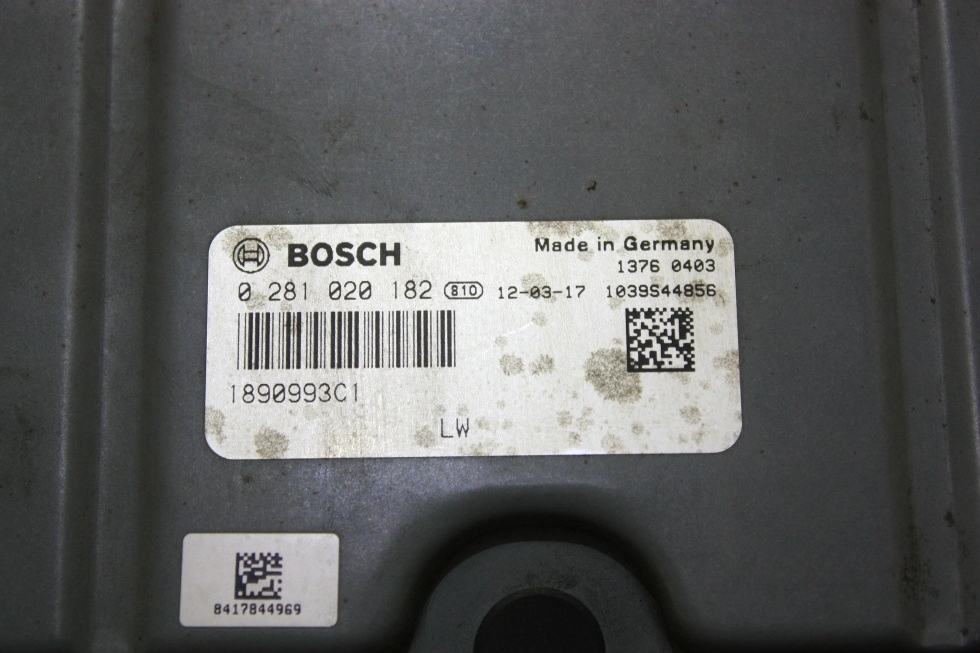 BOSCH
Made in Germany
1376 0403
0 281 020 182 810 12-03-17 1039S44856
1890993C1
LW
8417844969